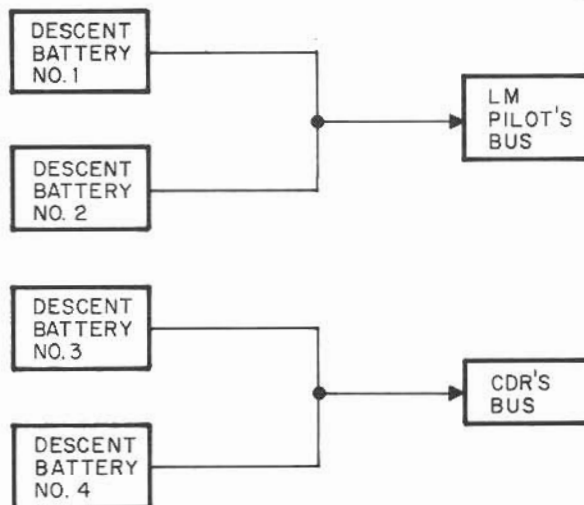 DESCENT
BATTERY
NO. 1
LM
PILOT'S
BUS
DESCENT
BATTERY
NO. 2
DESCENT
BATTERY
NO. 3
CDR'S
BUS
DESCENT
BATTERY
NO. 4